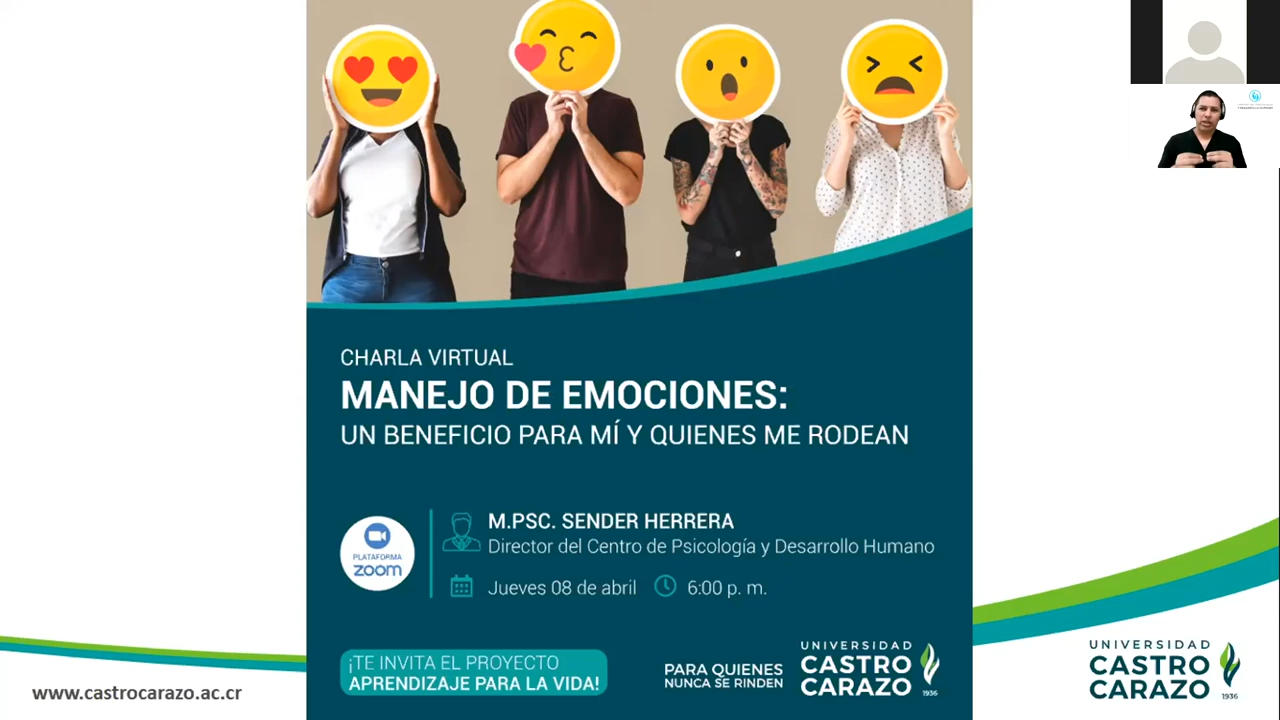 CHARLA VIRTUAL
MANEJO DE EMOCIONES:
UN BENEFICIO PARA MÍ Y QUIENES ME RODEAN
PLATAFORMA
zoom
M.PSC. SENDER HERRERA
Director del Centro de Psicología y Desarrollo Humano
Jueves 08 de abril
6:00 p. m.
¡TE INVITA EL PROYECTO
APRENDIZAJE PARA LA VIDA!
PARA QUIENES
NUNCA SE RINDEN
UNIVERSIDAD
CASTRO
CARAZO
1936
www.castrocarazo.ac.cr
UNIVERSIDAD
CASTRO
CARAZO
1936